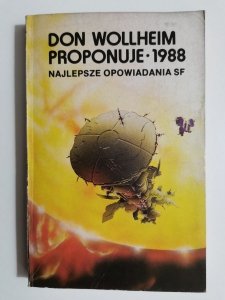 DON WOLLHEIM
PROPONUJE·1988
NAJLEPSZE OPOWIADANIA SF